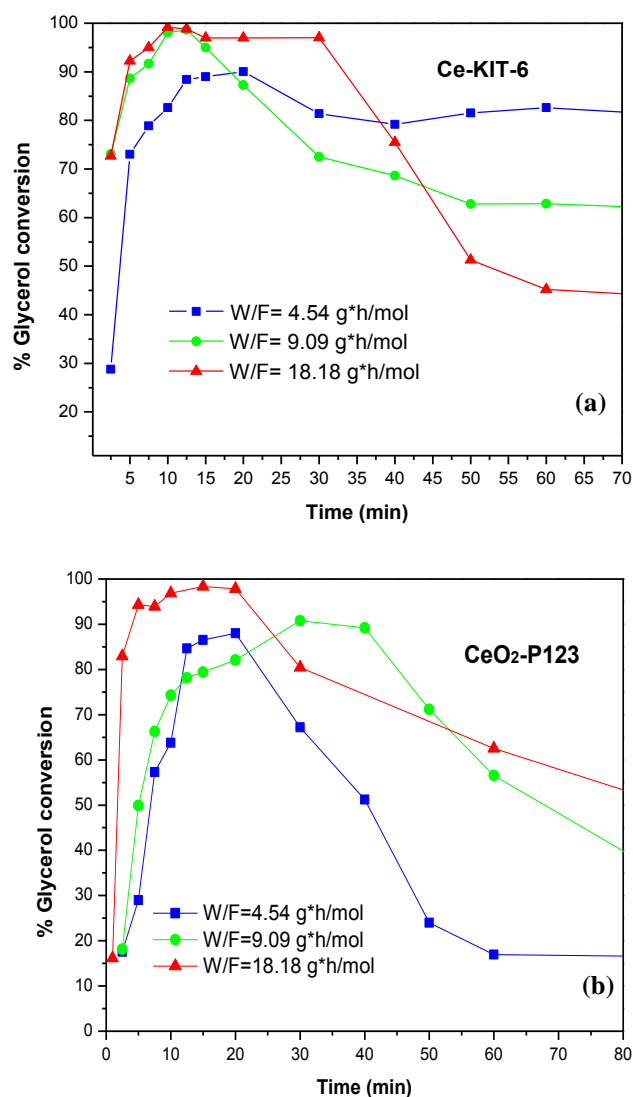 % Glycerol conversion
100
90
80
70
60
50
40
30
20
Ce-KIT-6
W/F= 4.54 g*h/mol
W/F= 9.09 g*h/mol
W/F= 18.18 g*h/mol
(a)
5 10 15 20 25 30 35 40 45 50 55 60 65 70
Time (min)
% Glycerol conversion
100
90
80
70
60
50
40
30
20
10
0
CeO₂-P123
W/F=4.54 g*h/mol
W/F=9.09 g*h/mol
W/F=18.18 g*h/mol
(b)
0 10 20 30 40 50 60 70 80
Time (min)